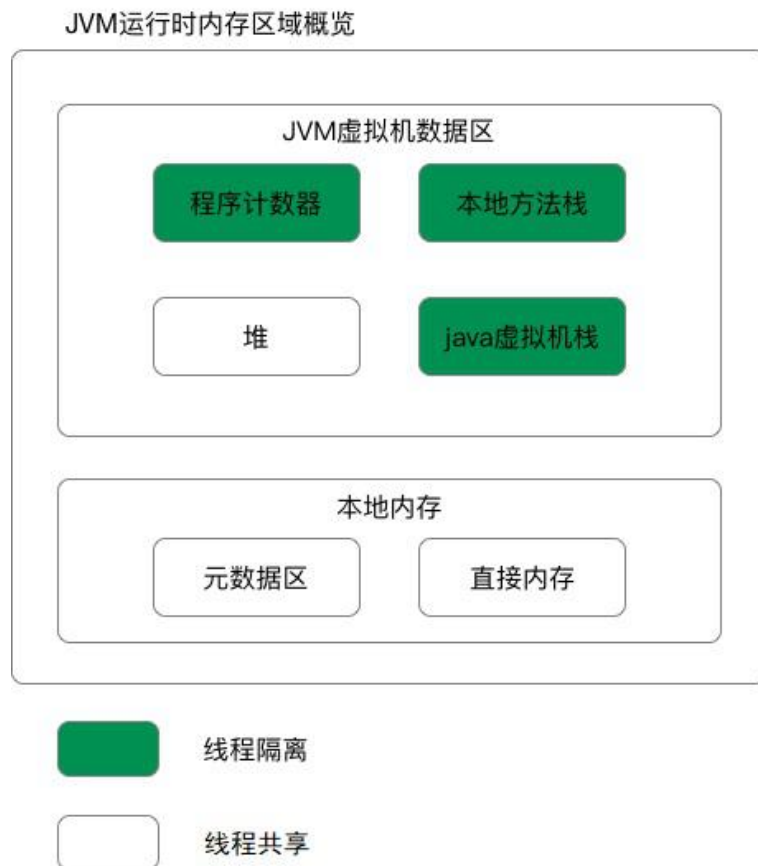 JVM运行时内存区域概览
JVM虚拟机数据区
程序计数器
本地方法栈
堆
java虚拟机栈
本地内存
元数据区
直接内存
线程隔离
线程共享